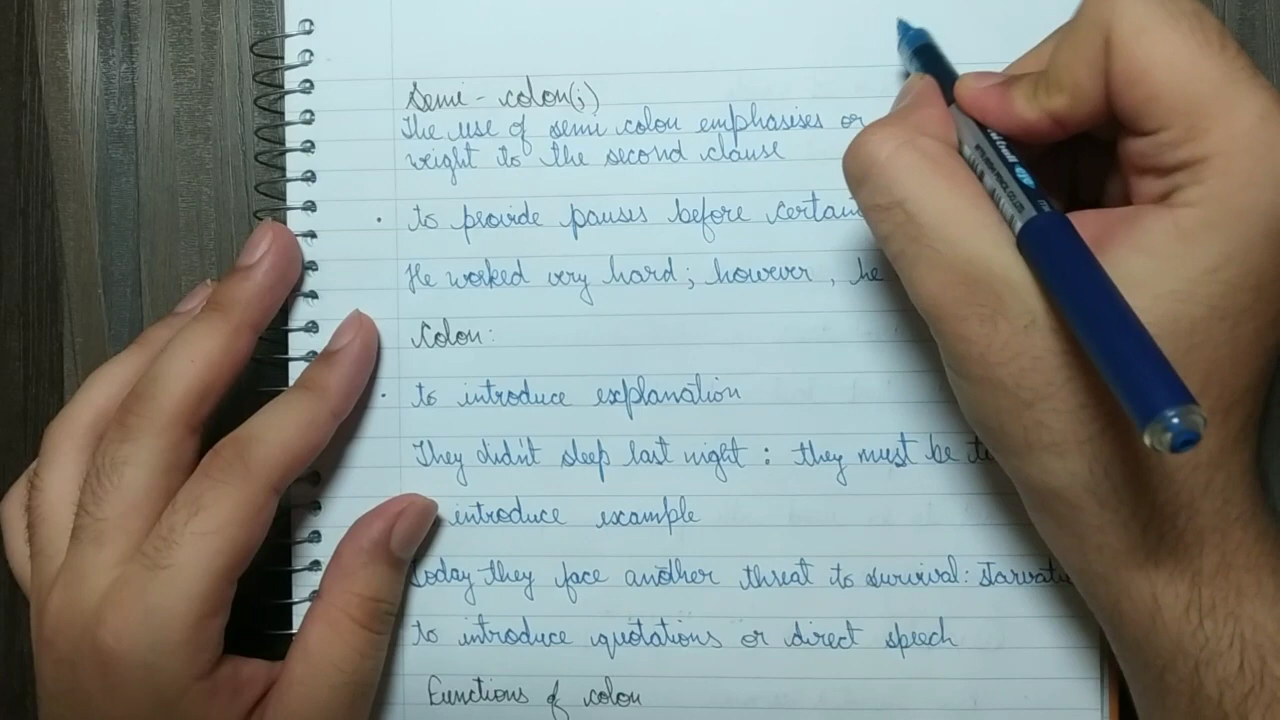 Semi - colon(;)
The use of semi colon emphasises or
weight to the second clause
· to provide pauses before certain
He worked very hard; however, he
Colon:
· to introduce explanation
They didn't sleep last night : they must be
introduce example
Today they face another threat to survival: Starvati
to introduce quotations or direct speech
Functions of colon